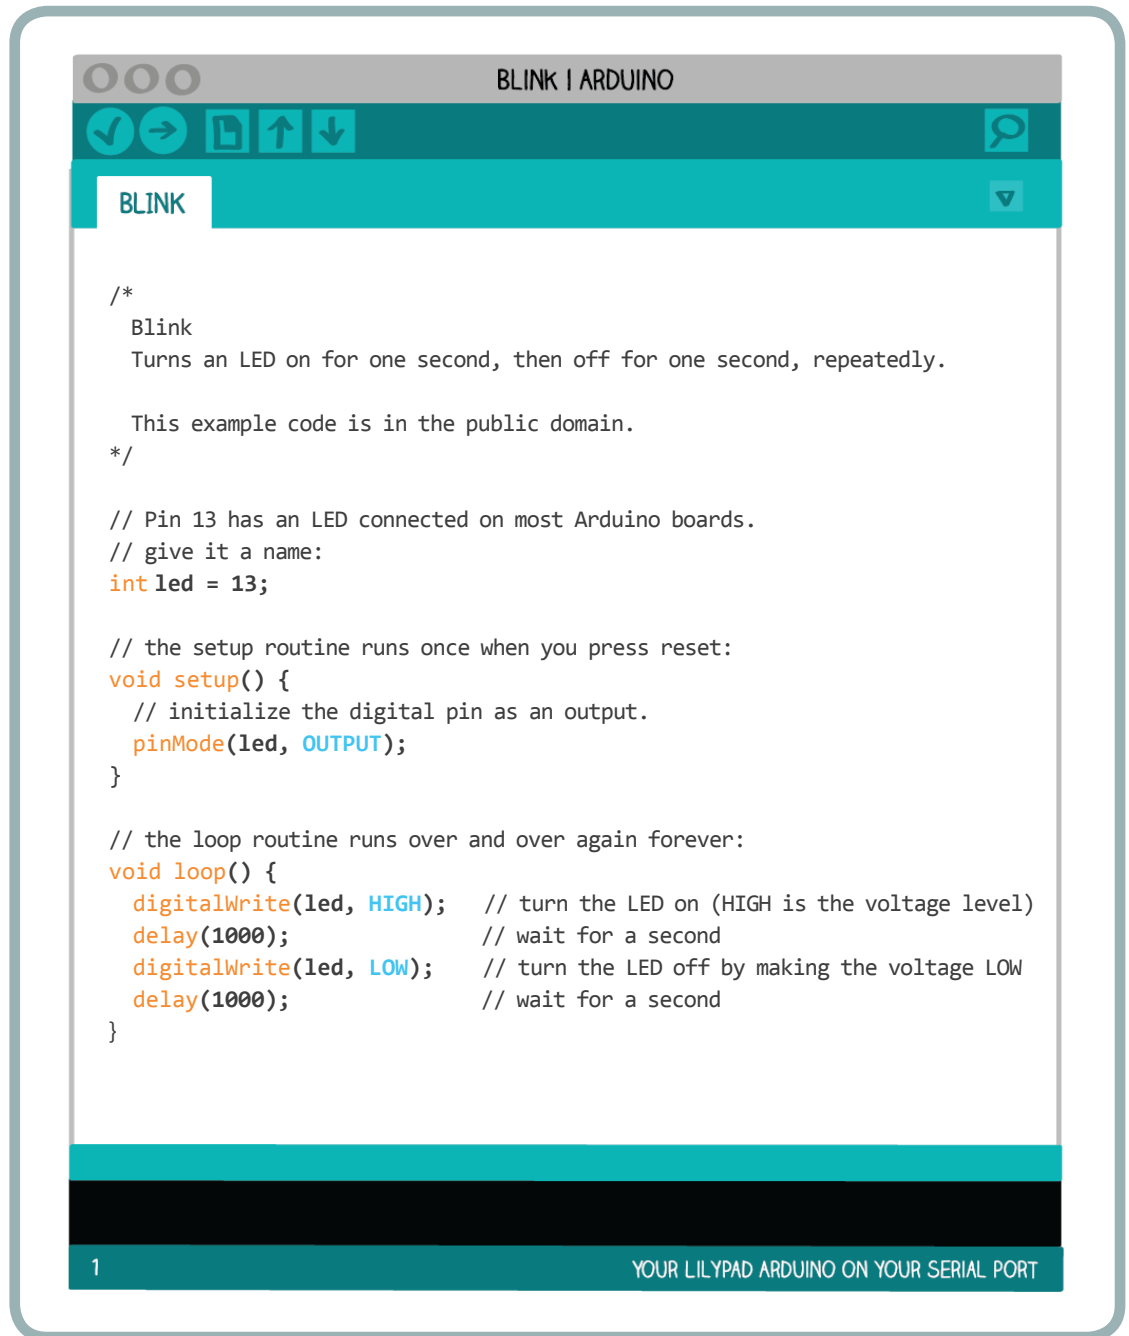 BLINK | ARDUINO
BLINK
/*
  Blink
  Turns an LED on for one second, then off for one second, repeatedly.

  This example code is in the public domain.
*/

// Pin 13 has an LED connected on most Arduino boards.
// give it a name:
int led = 13;

// the setup routine runs once when you press reset:
void setup() {
  // initialize the digital pin as an output.
  pinMode(led, OUTPUT);
}

// the loop routine runs over and over again forever:
void loop() {
  digitalWrite(led, HIGH);   // turn the LED on (HIGH is the voltage level)
  delay(1000);               // wait for a second
  digitalWrite(led, LOW);    // turn the LED off by making the voltage LOW
  delay(1000);               // wait for a second
}
1 YOUR LILYPAD ARDUINO ON YOUR SERIAL PORT